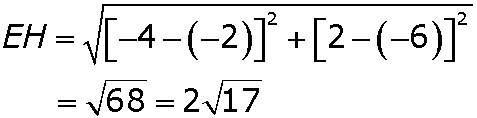 EH = √([−4 − (−2)]² + [2 − (−6)]²)
= √68 = 2√17